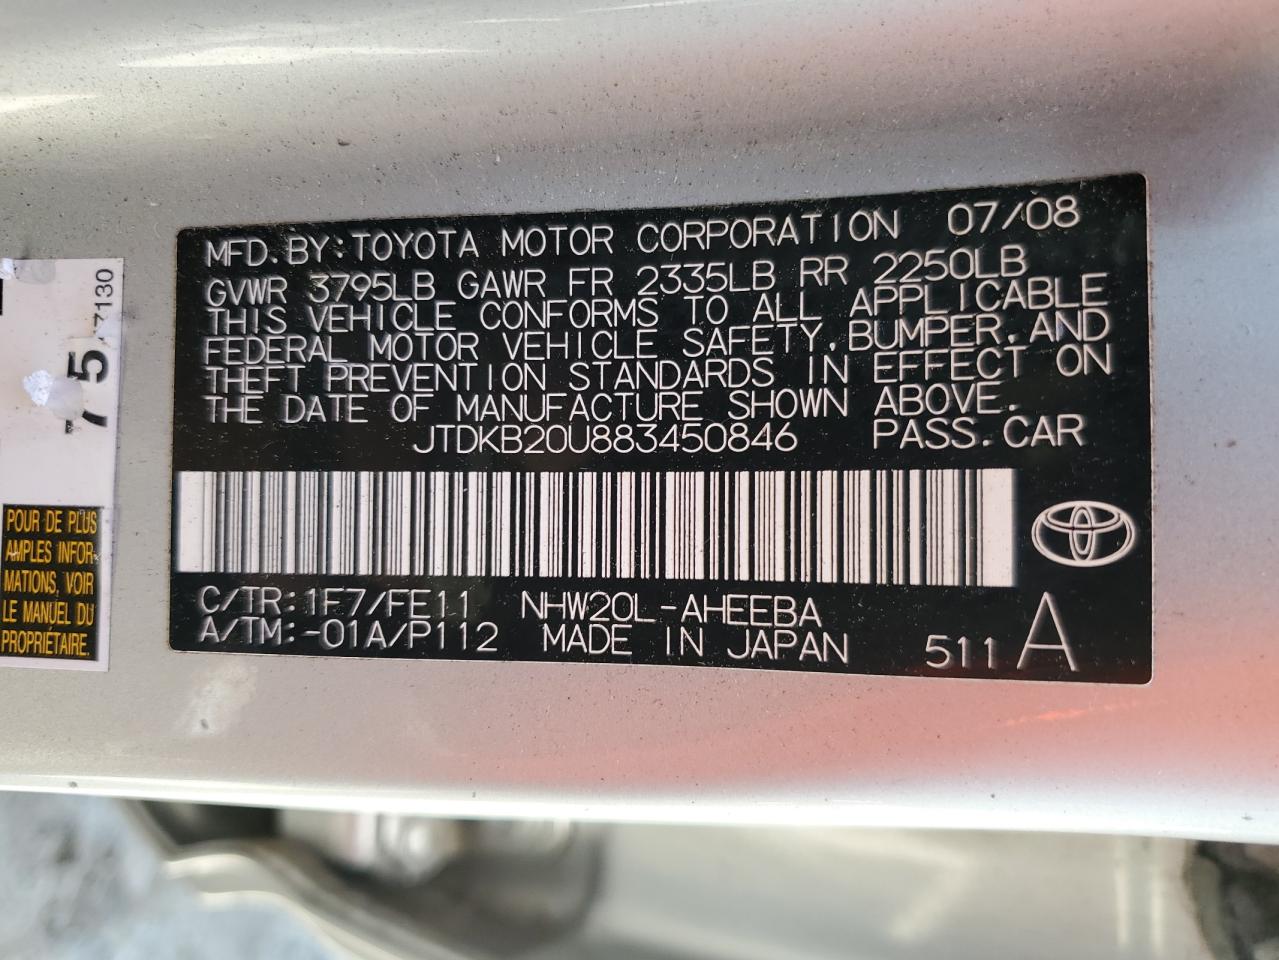 MFD. BY: TOYOTA MOTOR CORPORATION 07/08
GVWR 3795LB GAWR FR 2335LB RR 2250LB
THIS VEHICLE CONFORMS TO ALL APPLICABLE
FEDERAL MOTOR VEHICLE SAFETY, BUMPER, AND
THEFT PREVENTION STANDARDS IN EFFECT ON
THE DATE OF MANUFACTURE SHOWN ABOVE.
JTDKB20U883450846 PASS. CAR
C/TR: 1F7/FE11 NHW20L-AHEEBA
A/TM: -01A/P112 MADE IN JAPAN 511 A
75
7130
POUR DE PLUS
AMPLES INFOR-
MATIONS, VOIR
LE MANUEL DU
PROPRIÉTAIRE.